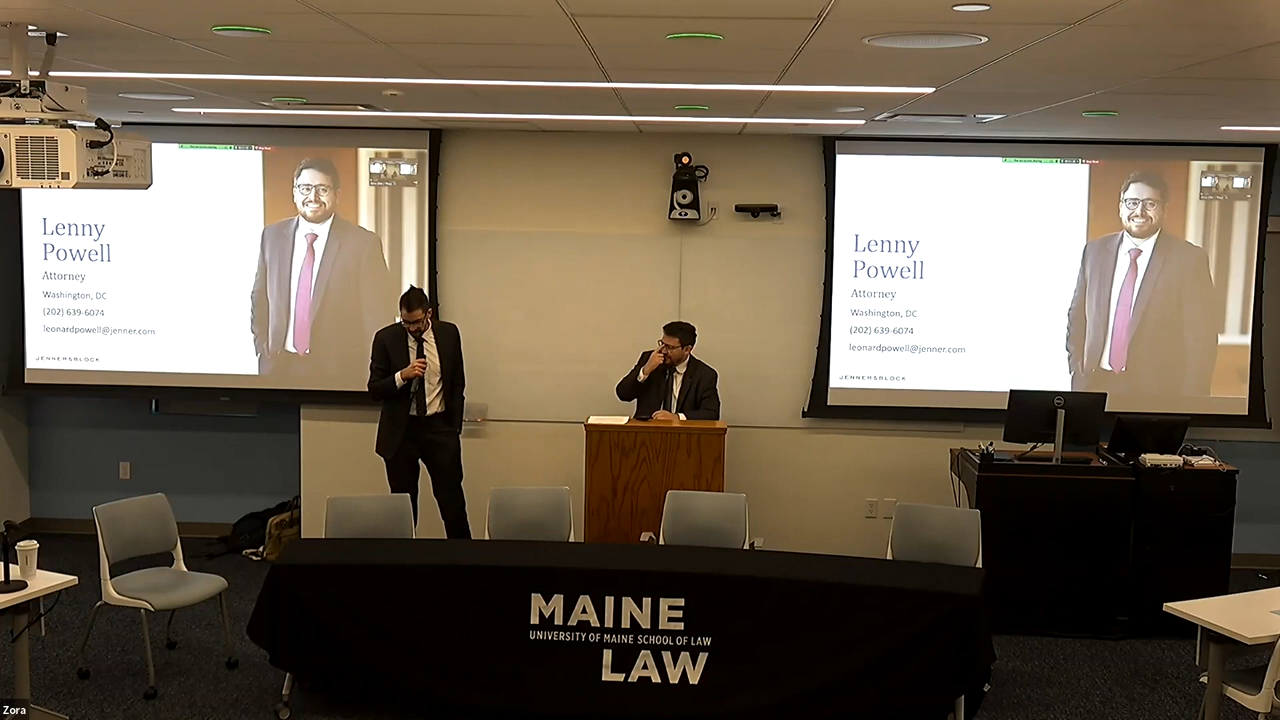 Lenny
Powell
Attorney
Washington, DC
(202) 639-6074
leonardpowell@jenner.com
JENNER&BLOCK
Lenny
Powell
Attorney
Washington, DC
(202) 639-6074
leonardpowell@jenner.com
JENNER&BLOCK
MAINE
UNIVERSITY OF MAINE SCHOOL OF LAW
LAW
Zora